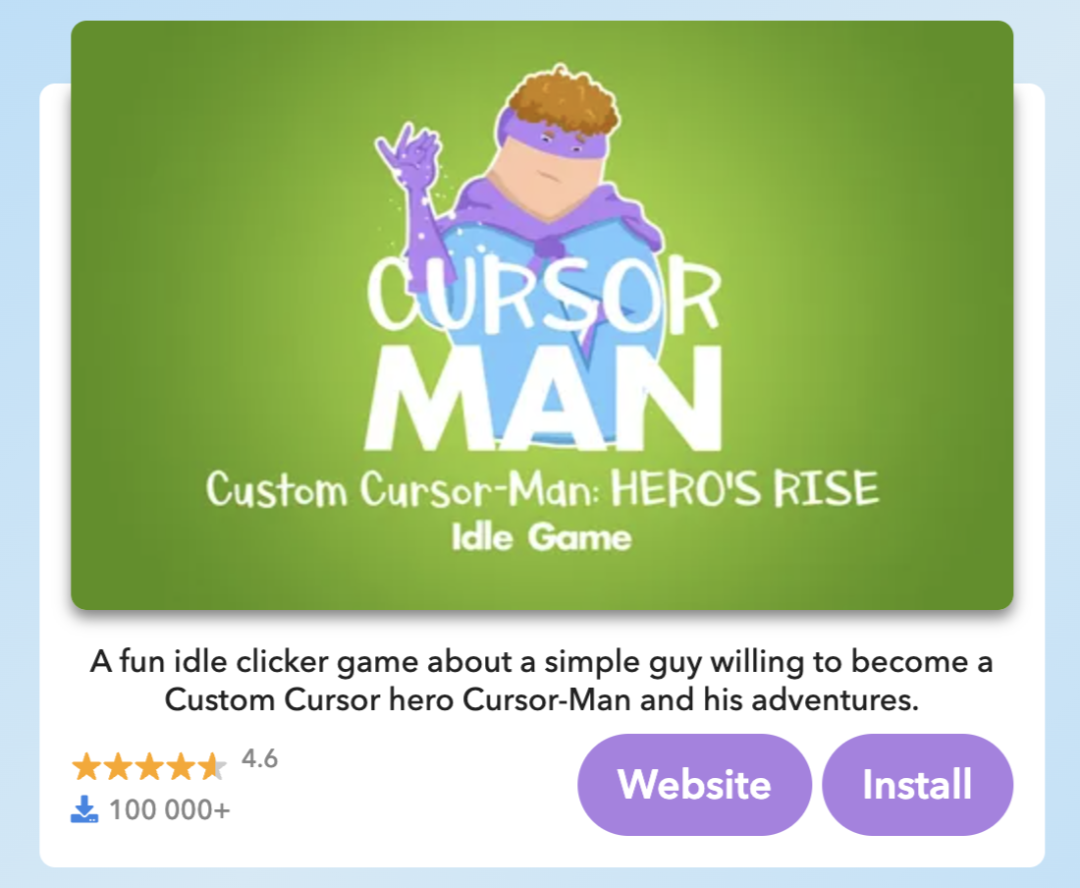 CURSOR
MAN
Custom Cursor-Man: HERO'S RISE
Idle Game
A fun idle clicker game about a simple guy willing to become a
Custom Cursor hero Cursor-Man and his adventures.
4.6
100 000+
Website
Install